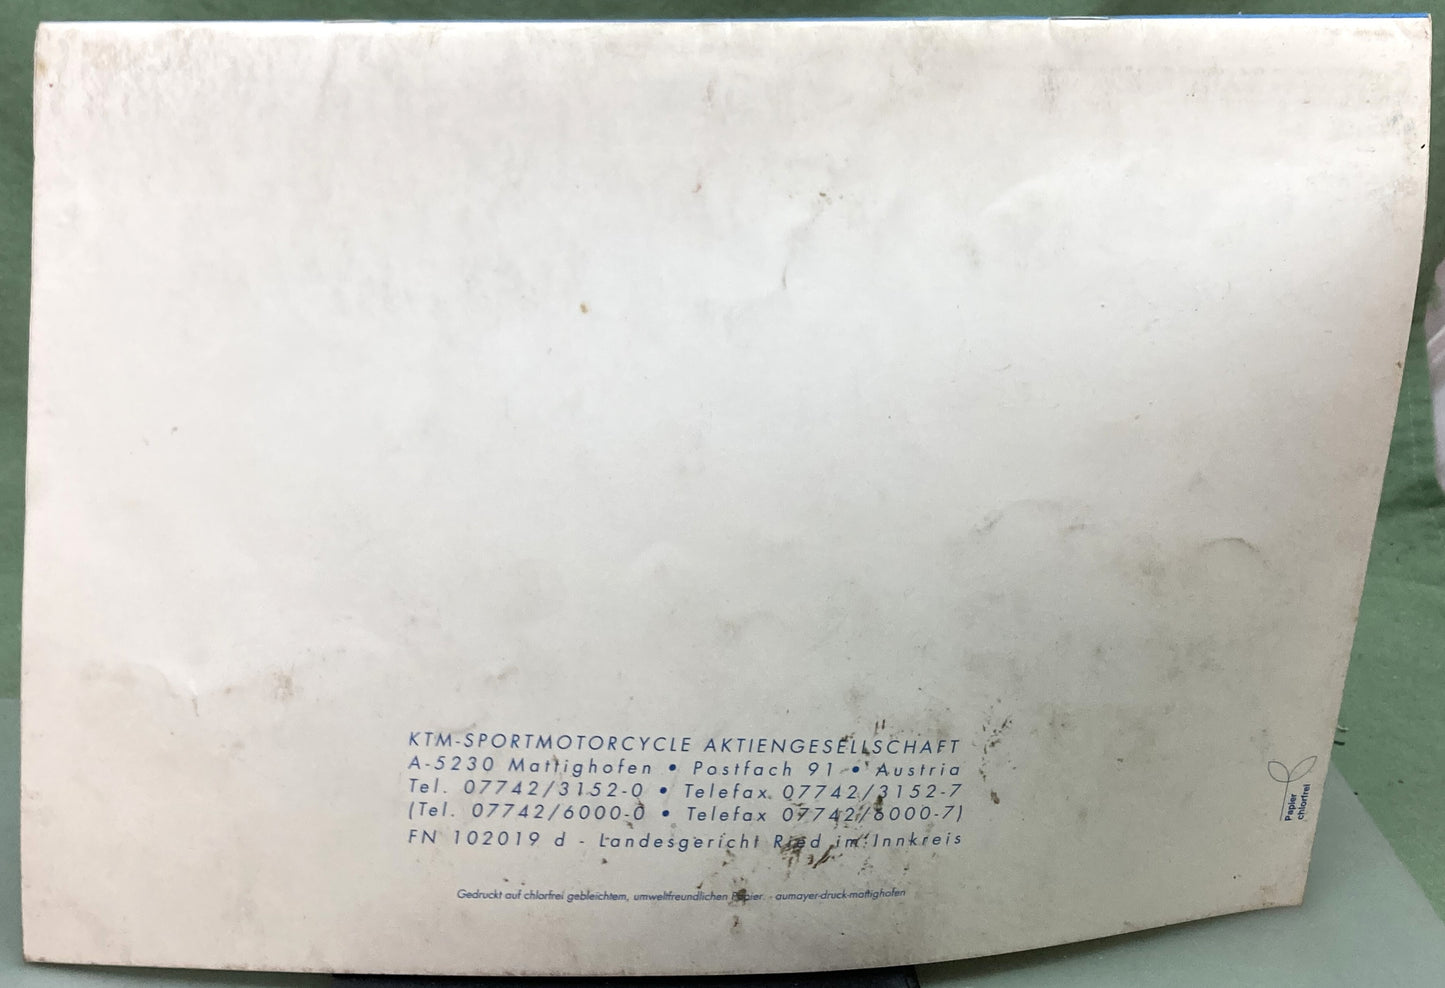 KTM-SPORTMOTORCYCLE AKTIENGESELLSCHAFT
A-5230 Mattighofen • Postfach 91 • Austria
Tel. 07742/3152-0 • Telefax 07742/3152-7
(Tel. 07742/6000-0 • Telefax 07742/6000-7)
FN 102019 d - Landesgericht Ried im Innkreis
Gedruckt auf chlorfrei gebleichtem, umweltfreundlichen Papier. - aumayer-druck-mattighofen
Papier
chlorfrei